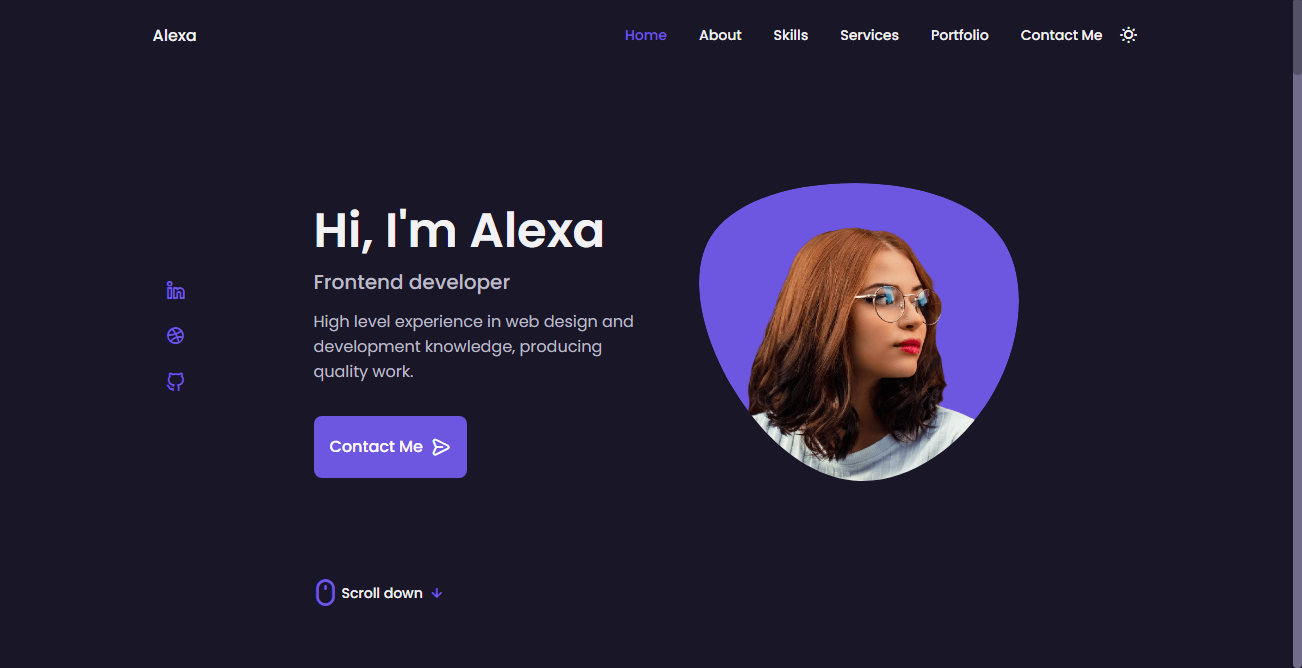 Alexa
Home About Skills Services Portfolio Contact Me
Hi, I'm Alexa
Frontend developer
High level experience in web design and
development knowledge, producing
quality work.
Contact Me
Scroll down